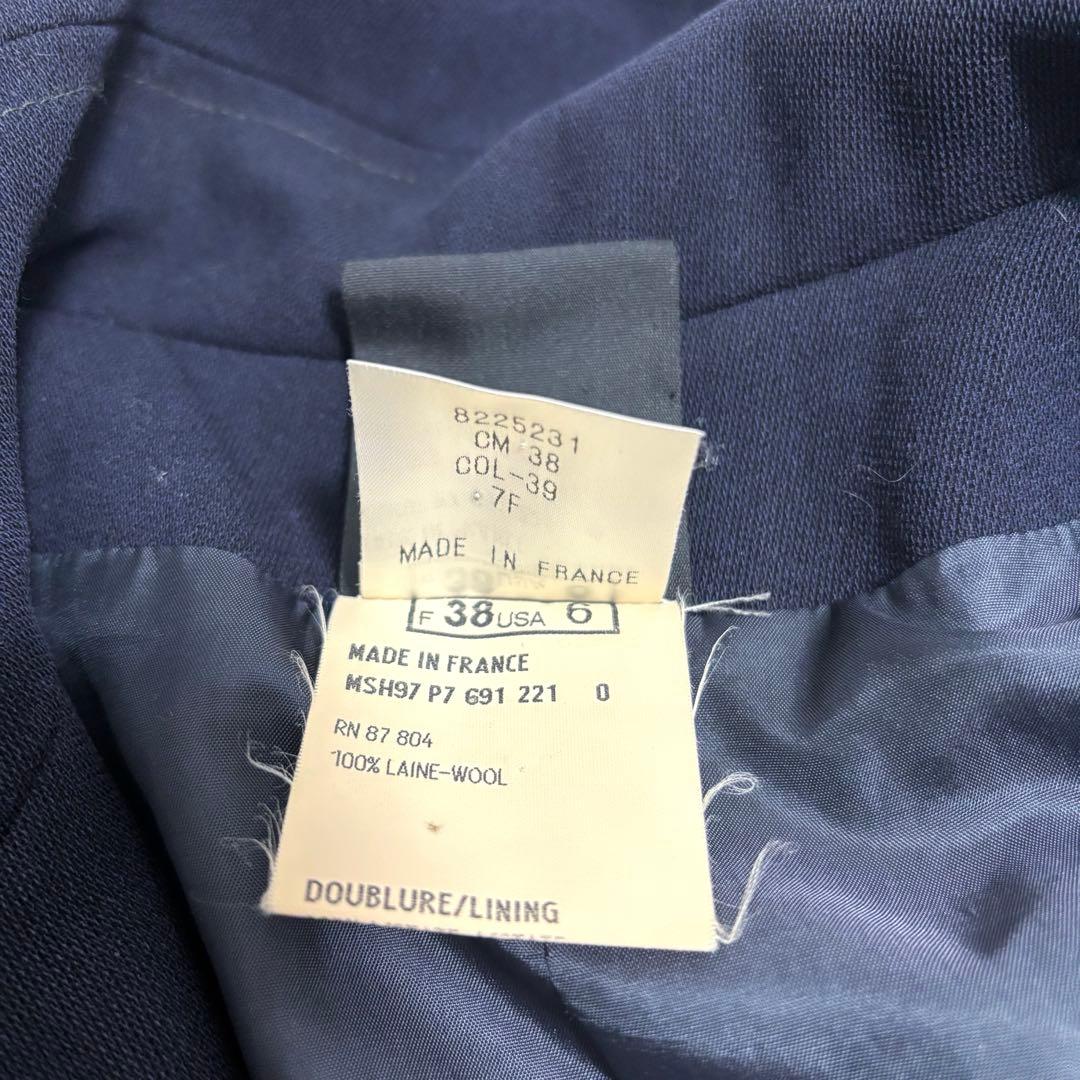 8225231
CM 38
COL-39
7F
MADE IN FRANCE
F 38 USA 6
MADE IN FRANCE
MSH97 P7 691 221 0
RN 87 804
100% LAINE-WOOL
DOUBLURE/LINING